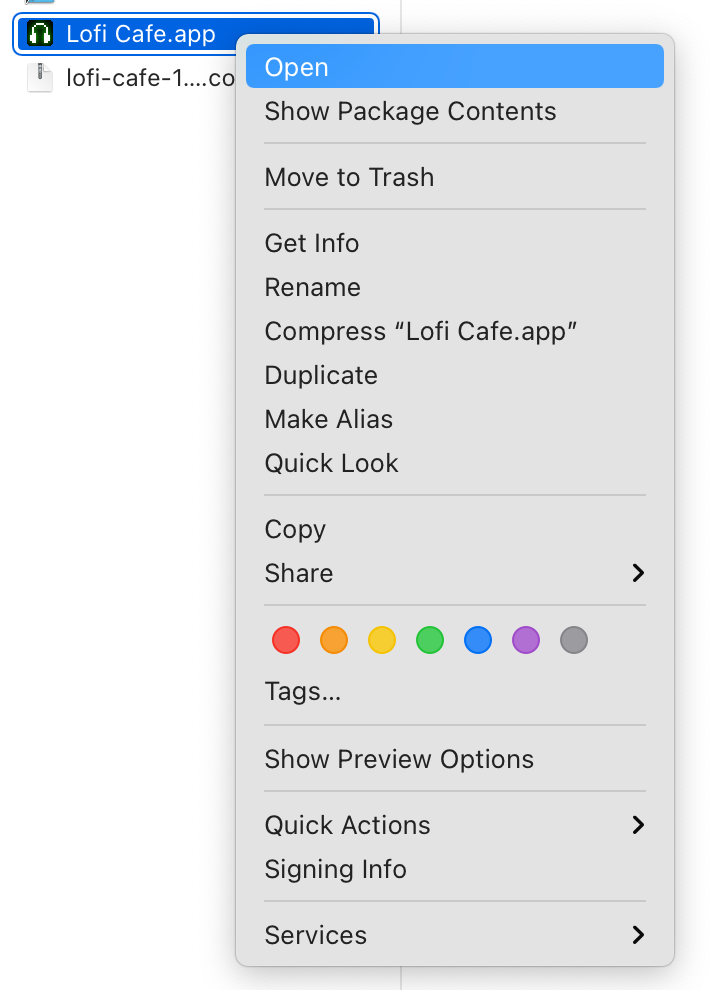 Lofi Cafe.app
lofi-cafe-1....co
Open
Show Package Contents
Move to Trash
Get Info
Rename
Compress “Lofi Cafe.app”
Duplicate
Make Alias
Quick Look
Copy
Share
Tags...
Show Preview Options
Quick Actions
Signing Info
Services